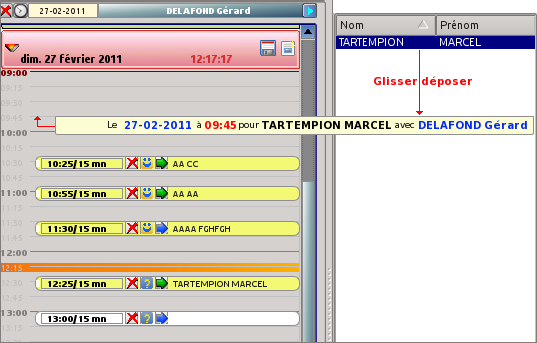 27-02-2011 DELAFOND Gérard
dim. 27 février 2011 12:17:17
Nom Prénom
TARTEMPION MARCEL
Glisser déposer
09:00
09:15
09:30
Le 27-02-2011 à 09:45 pour TARTEMPION MARCEL avec DELAFOND Gérard
10:00
10:15
10:30 10:25/15 mn AA CC
10:45
11:00 10:55/15 mn AA AA
11:15
11:30 11:30/15 mn AAAA FGHFGH
11:45
12:00
12:15
12:30 12:25/15 mn TARTEMPION MARCEL
12:45
13:00 13:00/15 mn
13:15